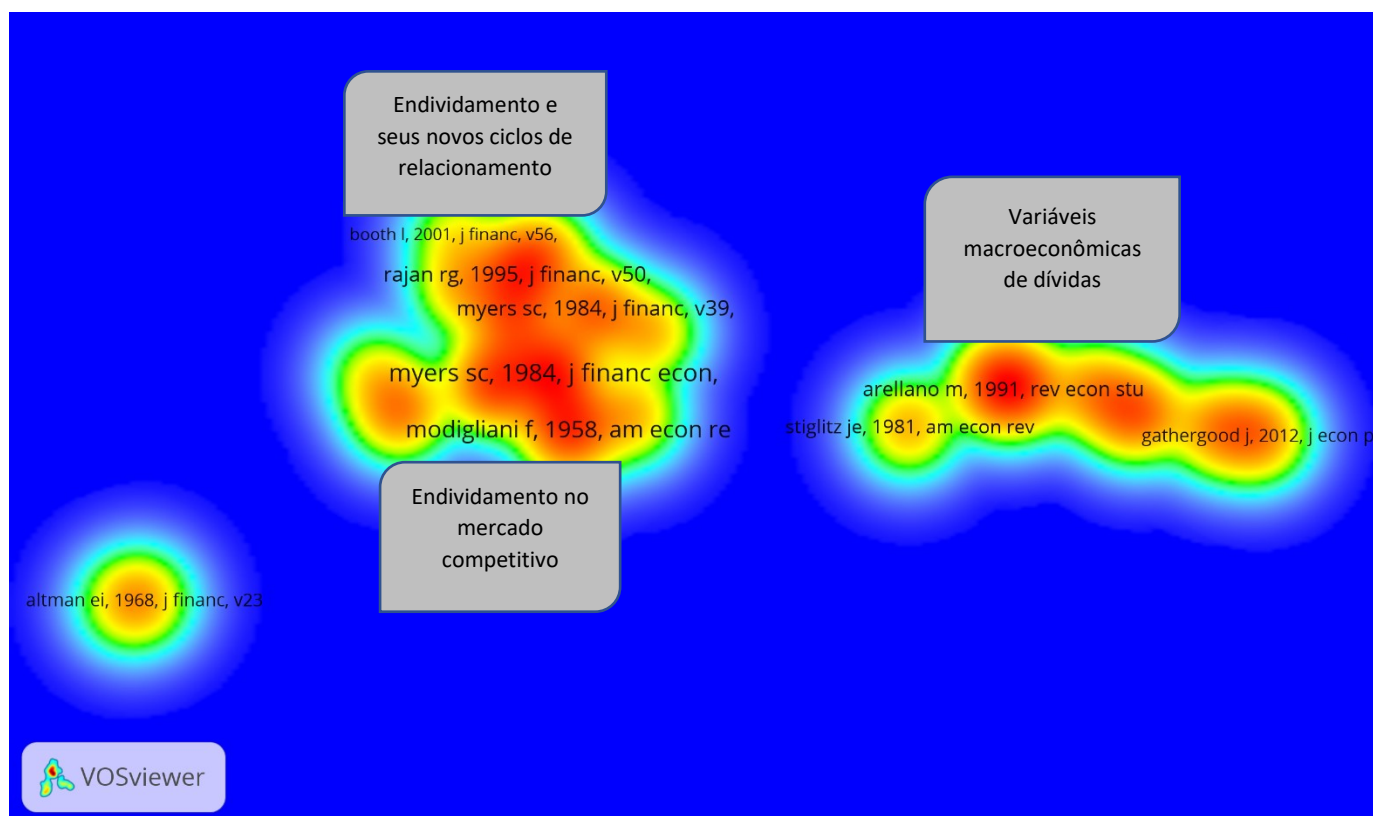 Endividamento e
seus novos ciclos de
relacionamento
booth l, 2001, j financ, v56,
rajan rg, 1995, j financ, v50,
myers sc, 1984, j financ, v39,
myers sc, 1984, j financ econ,
modigliani f, 1958, am econ re
Endividamento no
mercado
competitivo
Variáveis
macroeconômicas
de dívidas
arellano m, 1991, rev econ stu
stiglitz je, 1981, am econ rev
gathergood j, 2012, j econ p
altman ei, 1968, j financ, v23
VOSviewer